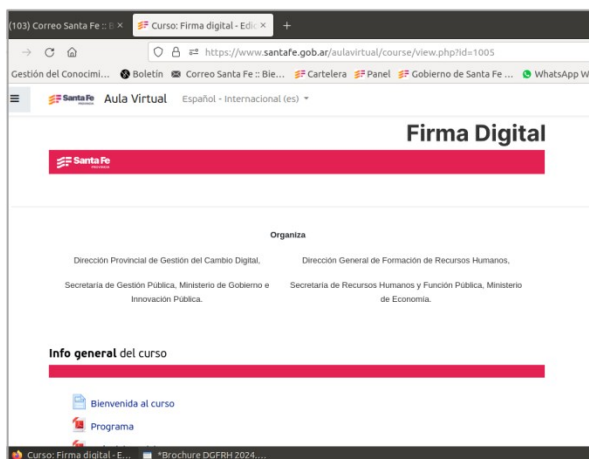 (103) Correo Santa Fe :: B
Curso: Firma digital - Edic
https://www.santafe.gob.ar/aulavirtual/course/view.php?id=1005
Gestión del Conocimi... Boletín Correo Santa Fe :: Bie... Cartelera Panel Gobierno de Santa Fe ... WhatsApp W
Santa Fe Aula Virtual Español - Internacional (es)
Firma Digital
Santa Fe
PROVINCIA
Organiza
Dirección Provincial de Gestión del Cambio Digital,
Secretaría de Gestión Pública, Ministerio de Gobierno e
Innovación Pública.
Dirección General de Formación de Recursos Humanos,
Secretaría de Recursos Humanos y Función Pública, Ministerio
de Economía.
Info general del curso
Bienvenida al curso
Programa
Curso: Firma digital - E... *Brochure DGFRH 2024....